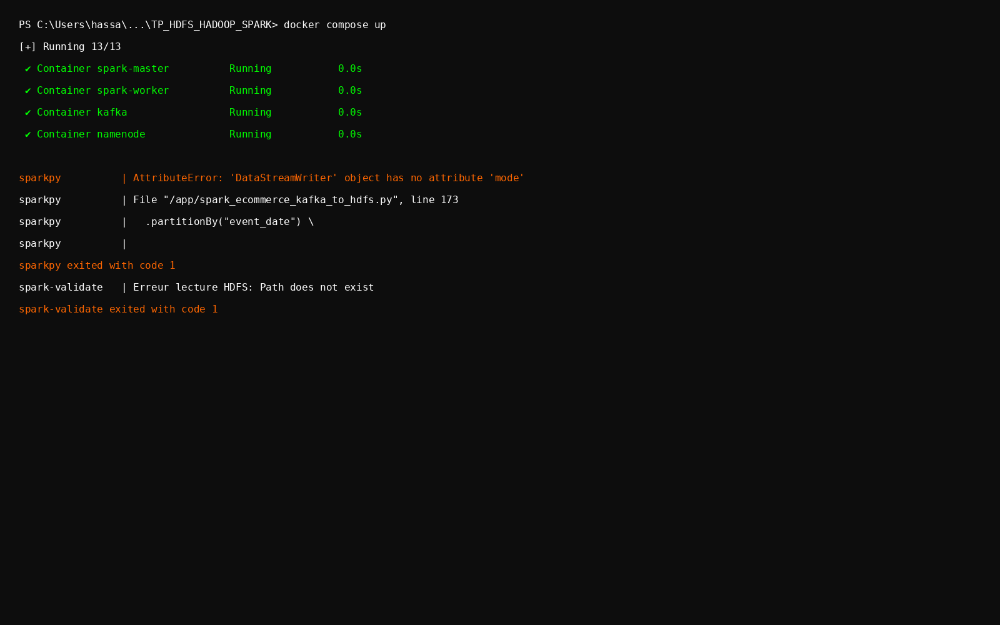 PS C:\Users\hassa\...\TP_HDFS_HADOOP_SPARK> docker compose up
[+] Running 13/13
✔ Container spark-master          Running           0.0s
✔ Container spark-worker          Running           0.0s
✔ Container kafka                 Running           0.0s
✔ Container namenode              Running           0.0s
sparkpy          | AttributeError: 'DataStreamWriter' object has no attribute 'mode'
sparkpy          | File "/app/spark_ecommerce_kafka_to_hdfs.py", line 173
sparkpy          |   .partitionBy("event_date") \
sparkpy          |
sparkpy exited with code 1
spark-validate   | Erreur lecture HDFS: Path does not exist
spark-validate exited with code 1